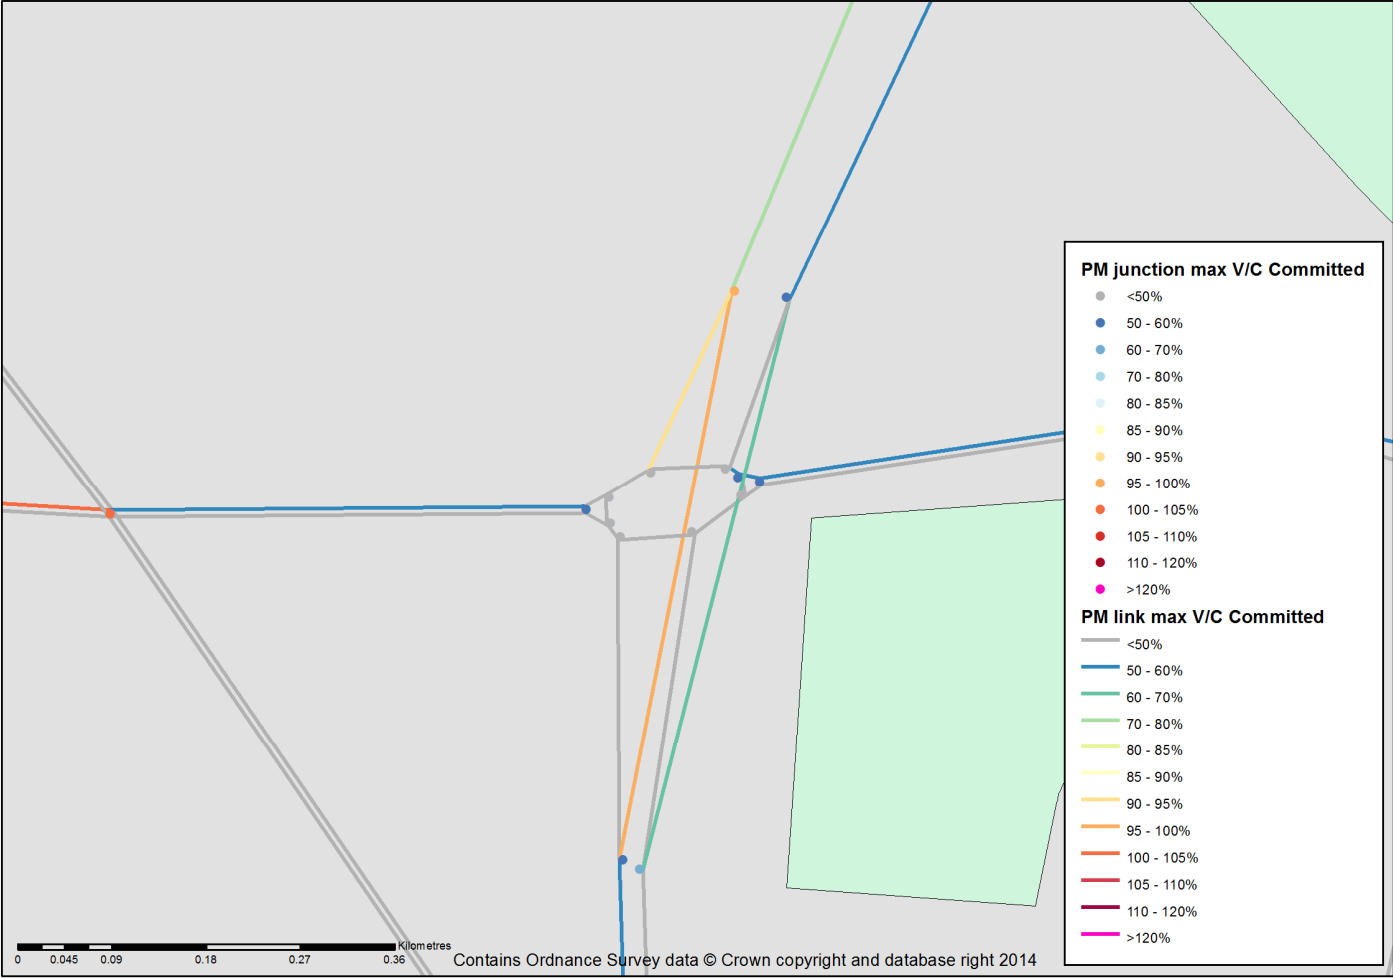 PM junction max V/C Committed
<50%
50 - 60%
60 - 70%
70 - 80%
80 - 85%
85 - 90%
90 - 95%
95 - 100%
100 - 105%
105 - 110%
110 - 120%
>120%
PM link max V/C Committed
<50%
50 - 60%
60 - 70%
70 - 80%
80 - 85%
85 - 90%
90 - 95%
95 - 100%
100 - 105%
105 - 110%
110 - 120%
>120%
Kilometres
0 0.045 0.09 0.18 0.27 0.36
Contains Ordnance Survey data © Crown copyright and database right 2014